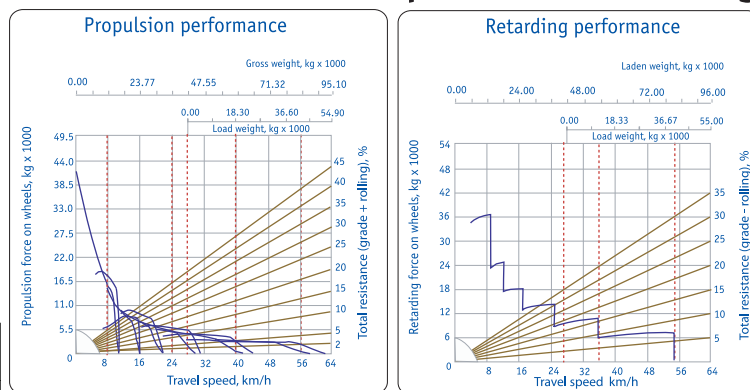 Propulsion performance
Gross weight, kg x 1000
0.00 23.77 47.55 71.32 95.10
0.00 18.30 36.60 54.90
Load weight, kg x 1000
Propulsion force on wheels, kg x 1000
49.5
44.0
38.5
33.0
27.5
22.0
16.5
11.0
5.5
0
45
40
35
30
25
20
15
10
5
2
Total resistance (grade + rolling), %
8 16 24 32 40 48 56 64
Travel speed, km/h
Retarding performance
Laden weight, kg x 1000
0.00 24.00 48.00 72.00 96.00
0.00 18.33 36.67 55.00
Load weight, kg x 1000
Retarding force on wheels, kg x 1000
54
48
42
36
30
24
18
12
6
0
35
30
25
20
15
10
5
Total resistance (grade - rolling), %
8 16 24 32 40 48 56 64
Travel speed km/h